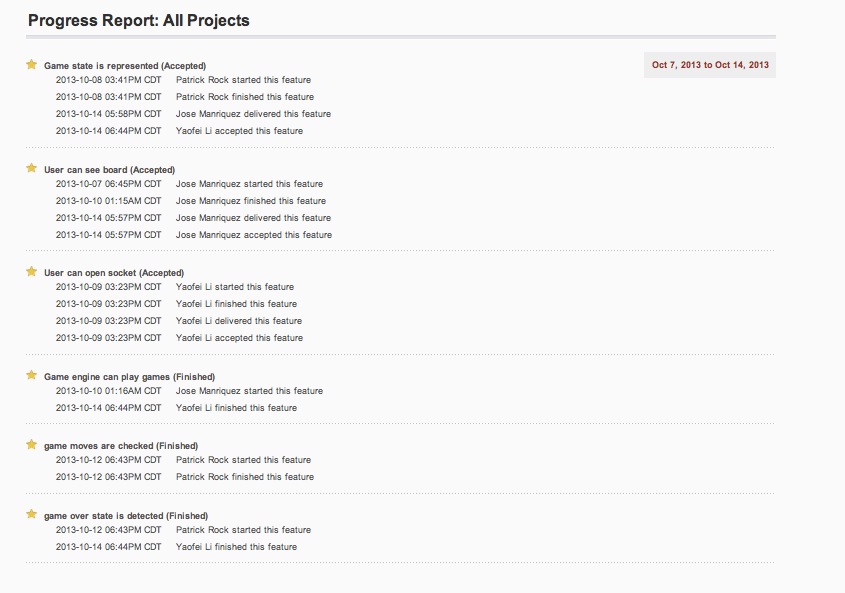 Progress Report: All Projects
Oct 7, 2013 to Oct 14, 2013
Game state is represented (Accepted)
2013-10-08 03:41PM CDT Patrick Rock started this feature
2013-10-08 03:41PM CDT Patrick Rock finished this feature
2013-10-14 05:58PM CDT Jose Manriquez delivered this feature
2013-10-14 06:44PM CDT Yaofei Li accepted this feature
User can see board (Accepted)
2013-10-07 06:45PM CDT Jose Manriquez started this feature
2013-10-10 01:15AM CDT Jose Manriquez finished this feature
2013-10-14 05:57PM CDT Jose Manriquez delivered this feature
2013-10-14 05:57PM CDT Jose Manriquez accepted this feature
User can open socket (Accepted)
2013-10-09 03:23PM CDT Yaofei Li started this feature
2013-10-09 03:23PM CDT Yaofei Li finished this feature
2013-10-09 03:23PM CDT Yaofei Li delivered this feature
2013-10-09 03:23PM CDT Yaofei Li accepted this feature
Game engine can play games (Finished)
2013-10-10 01:16AM CDT Jose Manriquez started this feature
2013-10-14 06:44PM CDT Yaofei Li finished this feature
game moves are checked (Finished)
2013-10-12 06:43PM CDT Patrick Rock started this feature
2013-10-12 06:43PM CDT Patrick Rock finished this feature
game over state is detected (Finished)
2013-10-12 06:43PM CDT Patrick Rock started this feature
2013-10-14 06:44PM CDT Yaofei Li finished this feature